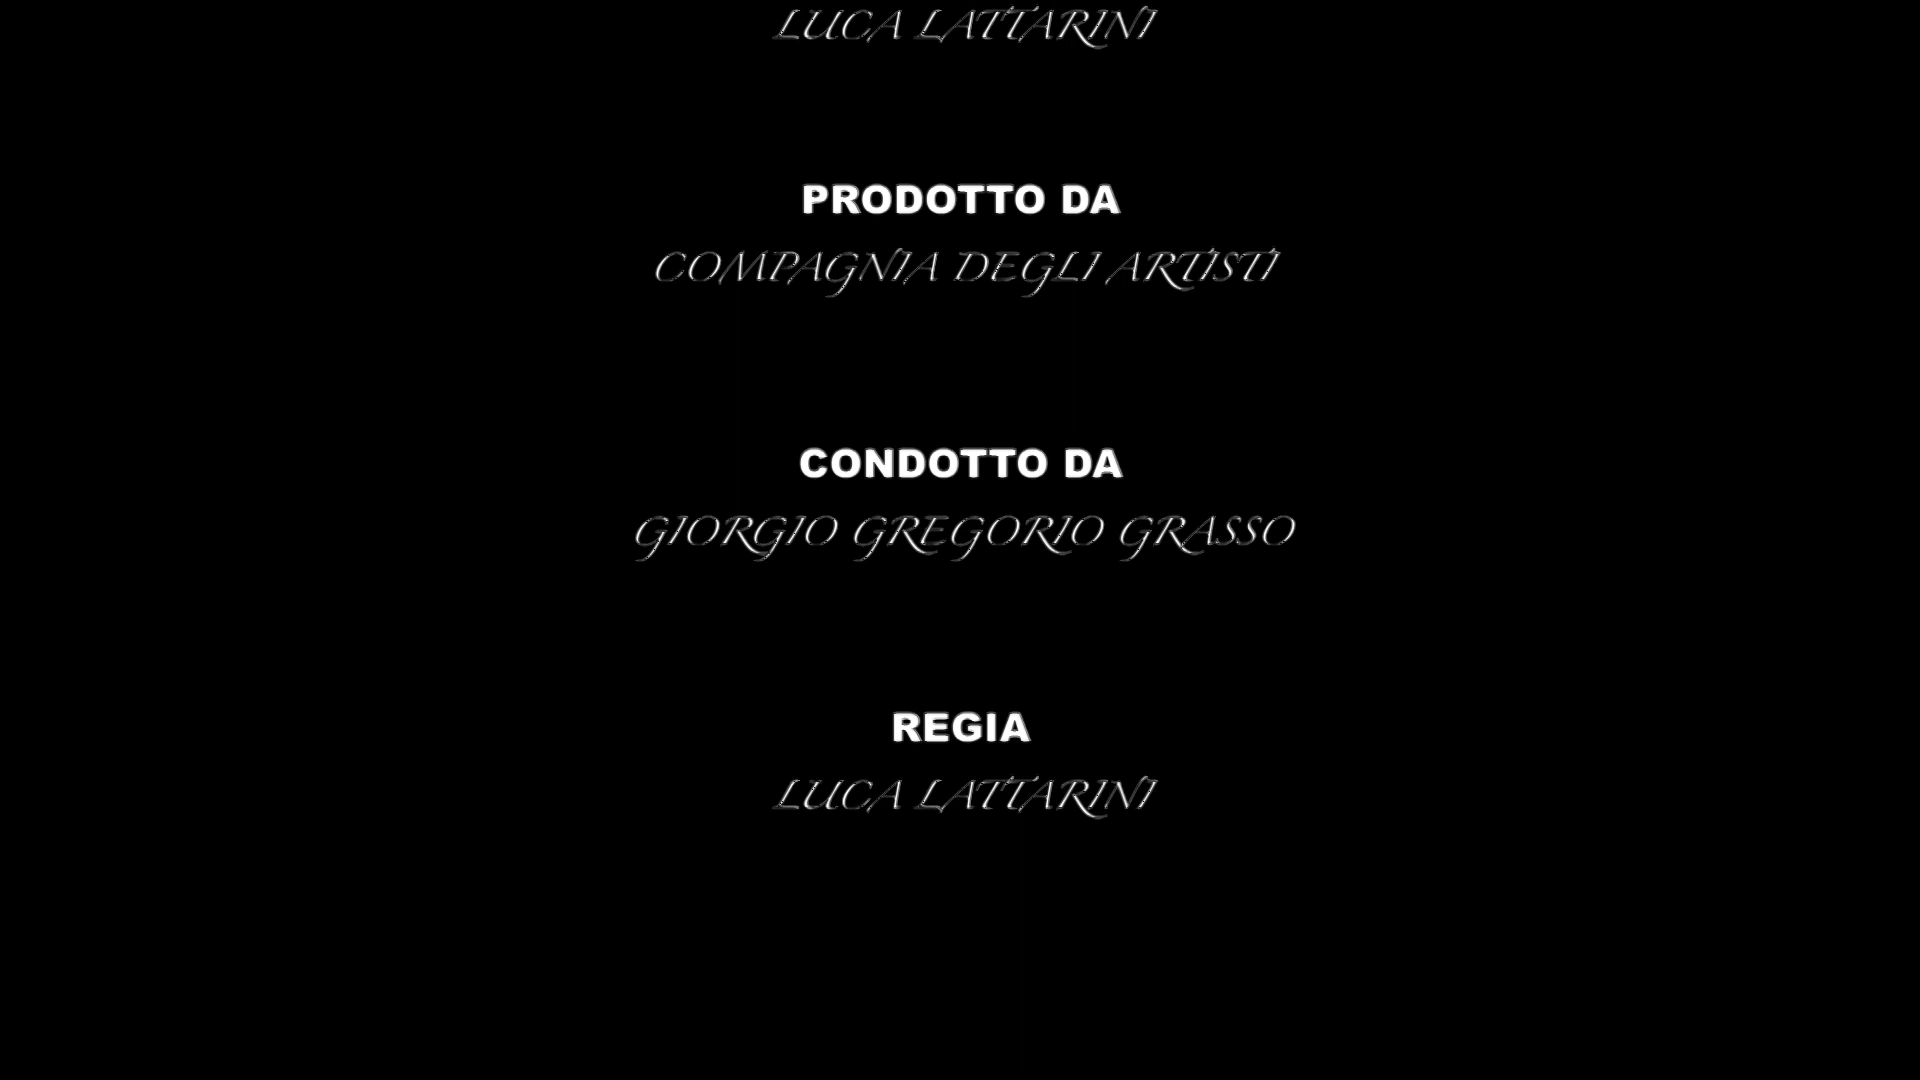 LUCA LATTARINI
PRODOTTO DA
COMPAGNIA DEGLI ARTISTI
CONDOTTO DA
GIORGIO GREGORIO GRASSO
REGIA
LUCA LATTARINI